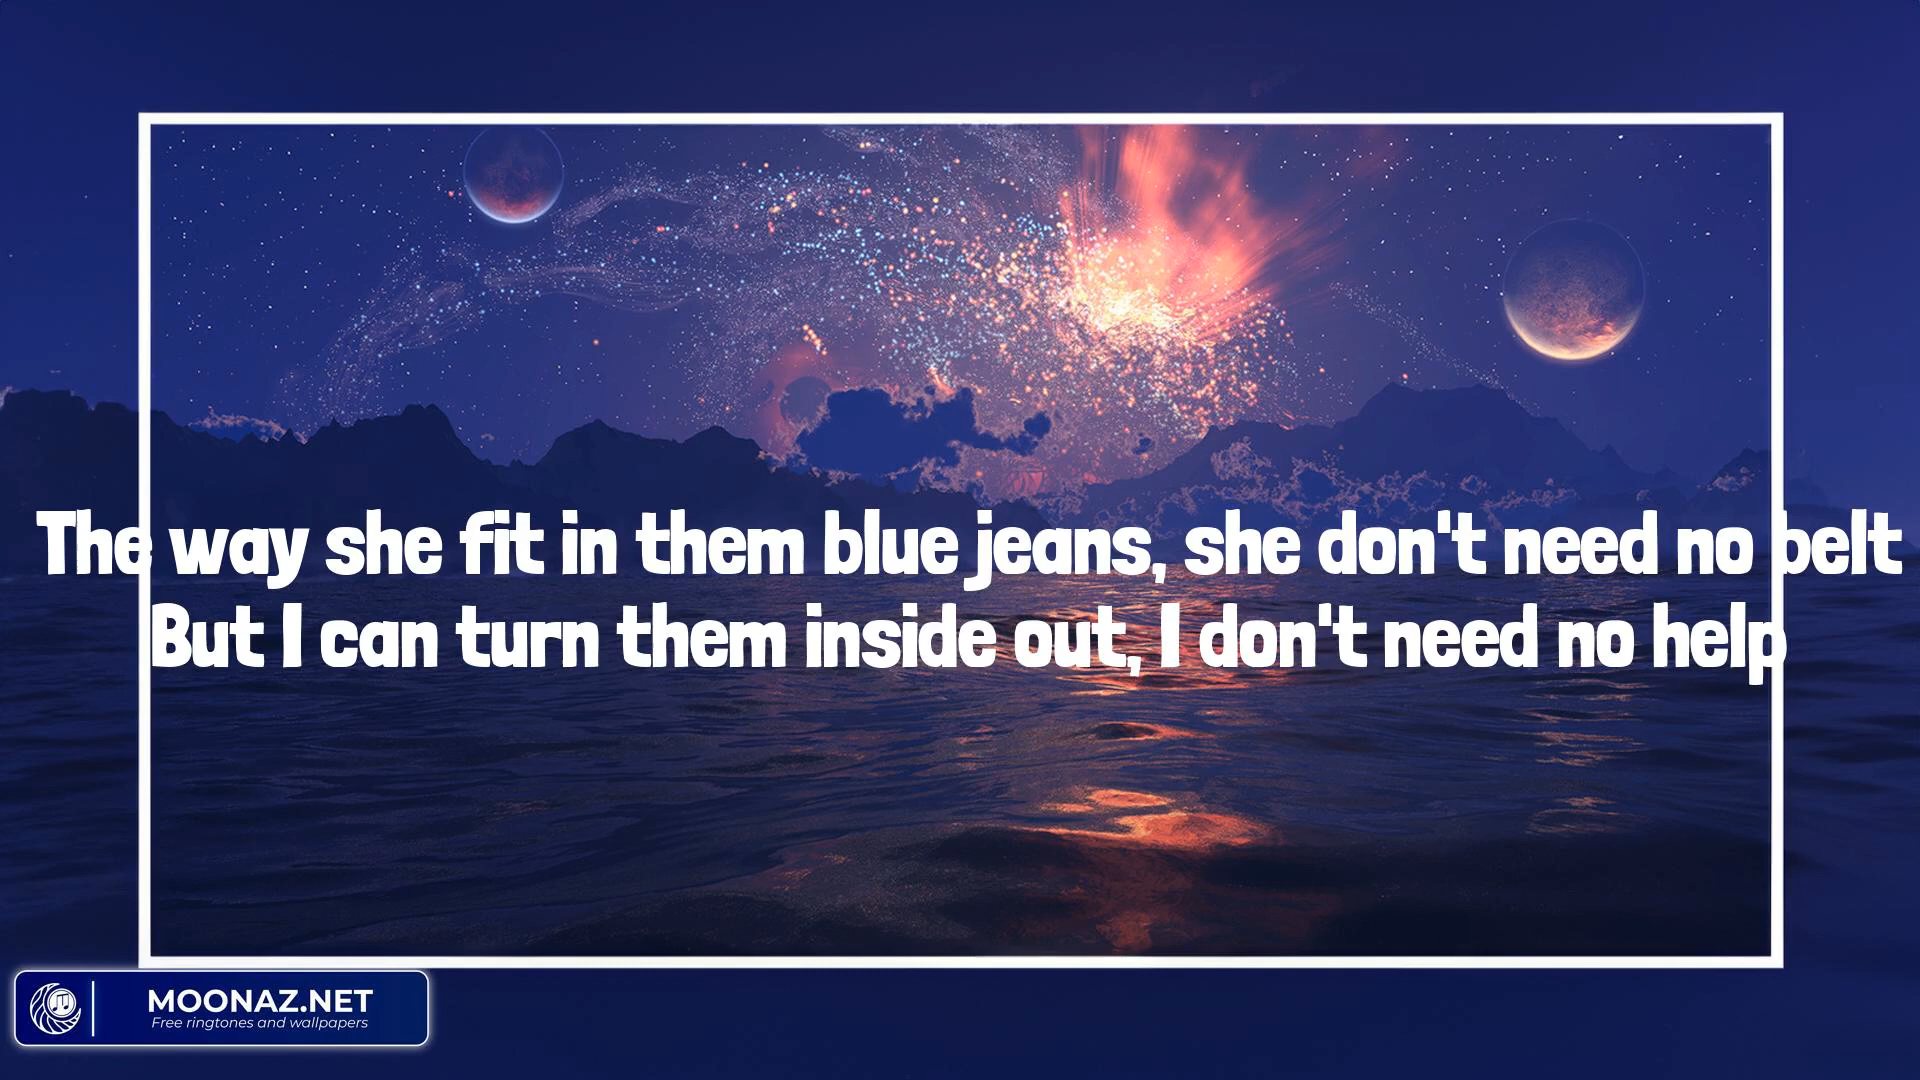 The way she fit in them blue jeans, she don't need no belt
But I can turn them inside out, I don't need no help
MOONAZ.NET
Free ringtones and wallpapers